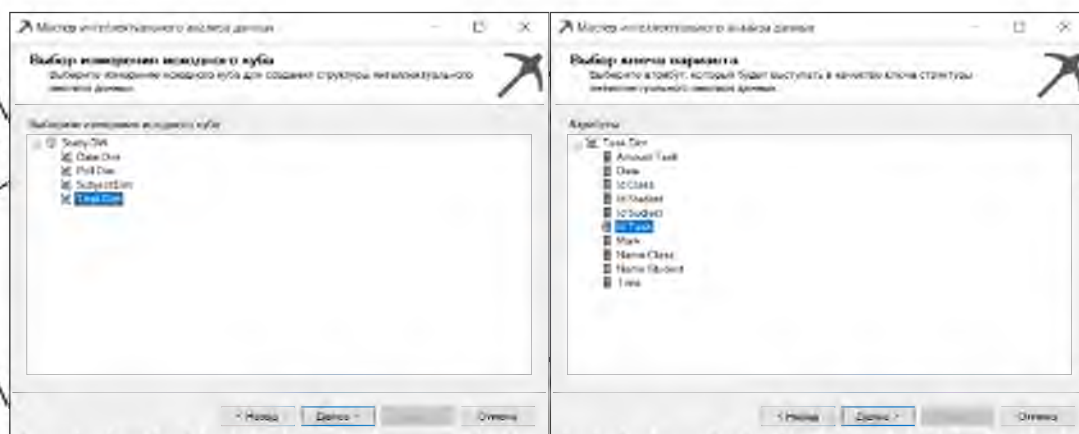 Мастер интеллектуального анализа данных
Выбор измерения исходного куба
Выберите измерение исходного куба для создания структуры интеллектуального
анализа данных.
Выберите измерение исходного куба
Study DW
Date Dim
Poll Dim
Subject Dim
Task Dim
< Назад
Далее >
Отмена
Мастер интеллектуального анализа данных
Выбор ключа варианта
Выберите атрибут, который будет выступать в качестве ключа структуры
интеллектуального анализа данных.
Атрибуты
Task Dim
Amount Task
Date
Id Class
Id Student
Id Subject
Id Task
Mark
Name Class
Name Student
Time
< Назад
Далее >
Отмена